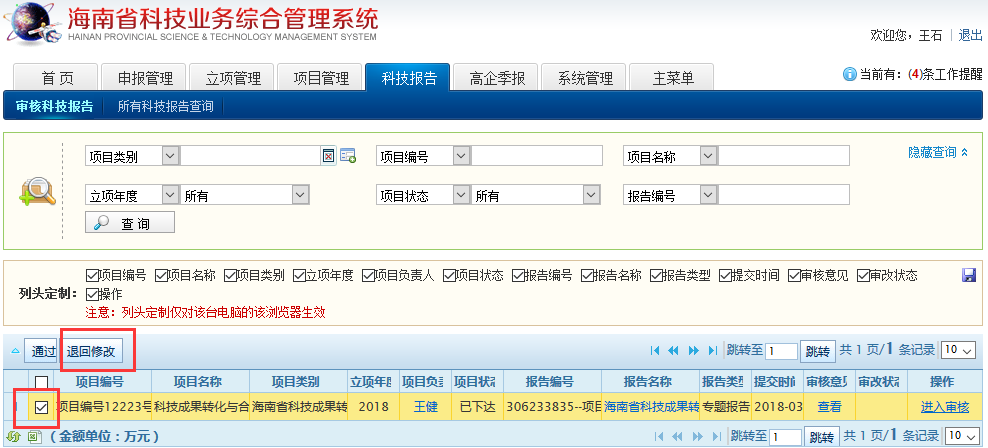 海南省科技业务综合管理系统
HAINAN PROVINCIAL SCIENCE & TECHNOLOGY MANAGEMENT SYSTEM
欢迎您，王石 | 退出
首 页 申报管理 立项管理 项目管理 科技报告 高企季报 系统管理 主菜单
当前有：(4)条工作提醒
审核科技报告 所有科技报告查询
项目类别 项目编号 项目名称 隐藏查询
立项年度 所有 项目状态 所有 报告编号
查 询
列头定制：
项目编号 项目名称 项目类别 立项年度 项目负责人 项目状态 报告编号 报告名称 报告类型 提交时间 审核意见 审改状态
操作
注意：列头定制仅对该台电脑的该浏览器生效
通过 退回修改 跳转至 1 跳转 共 1 页/1 条记录 10
项目编号 项目名称 项目类别 立项年度 项目负责 项目状态 报告编号 报告名称 报告类型 提交时间 审核意见 审改状态 操作
1 项目编号12223号 科技成果转化与合 海南省科技成果转 2018 王健 已下达 306233835--项目 海南省科技成果转 专题报告 2018-03 查看 进入审核
（金额单位：万元） 跳转至 1 跳转 共 1 页/1 条记录 10